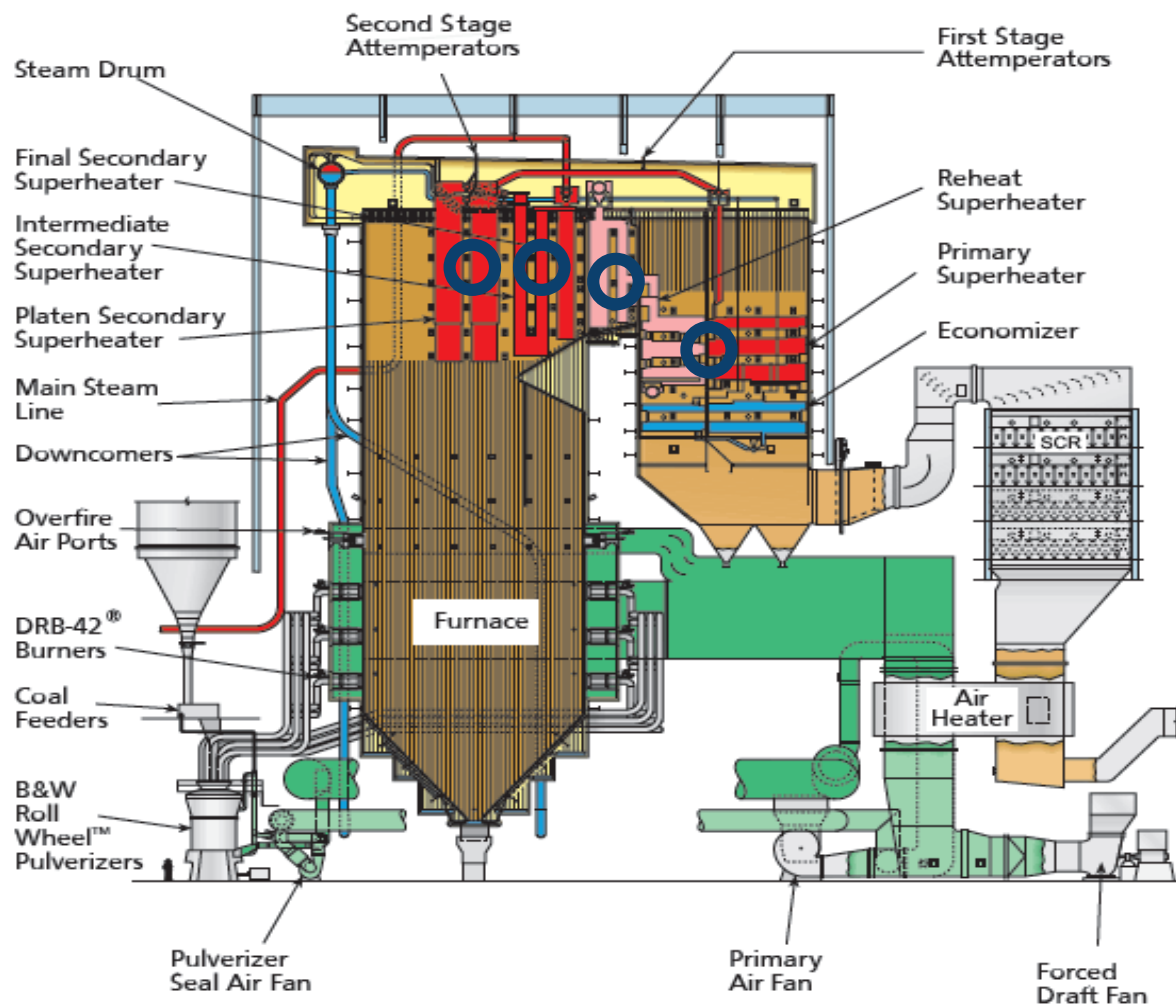 Second Stage
Attemperators
First Stage
Attemperators
Steam Drum
Final Secondary
Superheater
Intermediate
Secondary
Superheater
Platen Secondary
Superheater
Main Steam
Line
Downcomers
Overfire
Air Ports
DRB-42®
Burners
Coal
Feeders
B&W
Roll
Wheel™
Pulverizers
Reheat
Superheater
Primary
Superheater
Economizer
SCR
Furnace
Air
Heater
Pulverizer
Seal Air Fan
Primary
Air Fan
Forced
Draft Fan